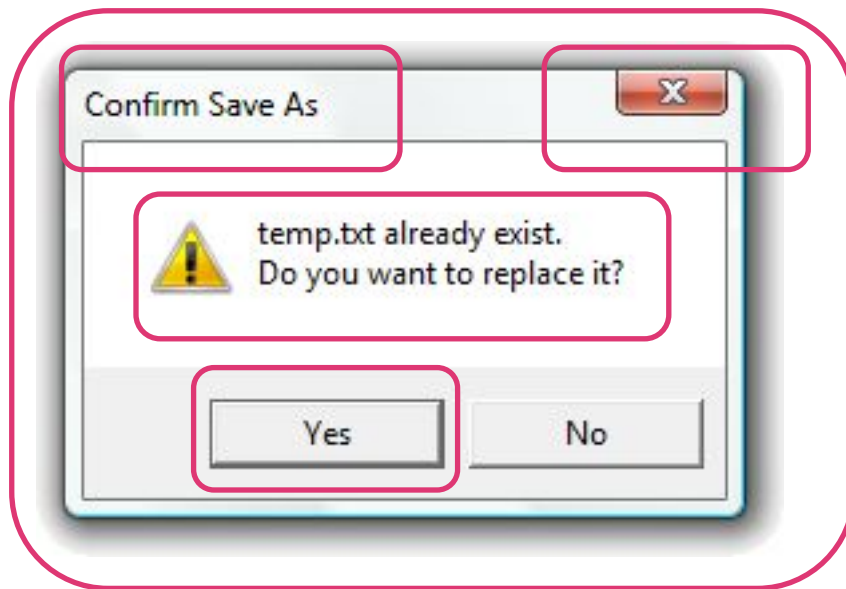 Confirm Save As
temp.txt already exist.
Do you want to replace it?
Yes
No